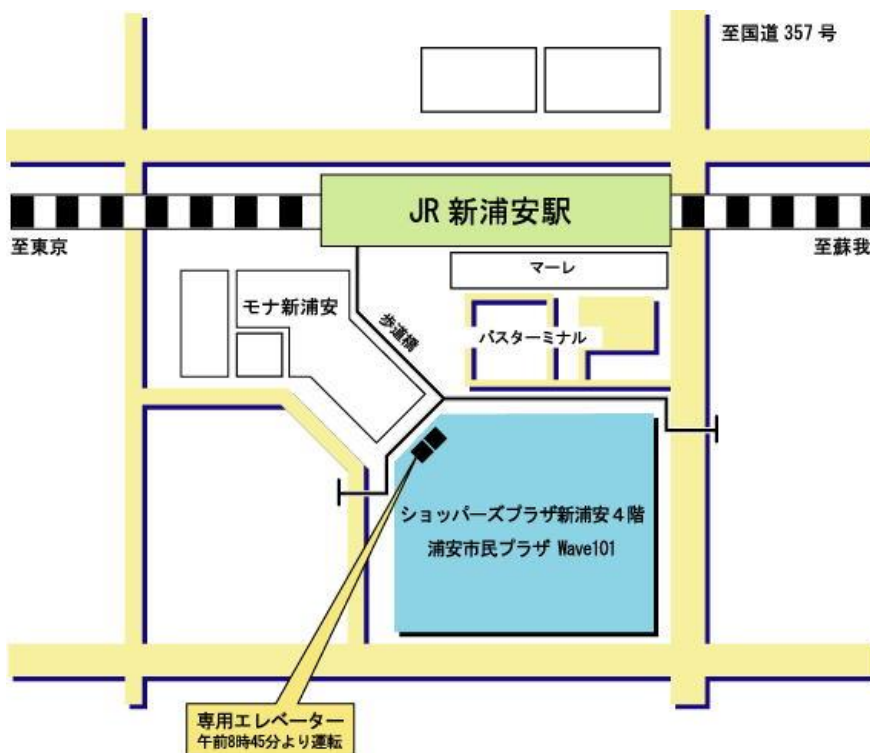 至国道 357 号
JR 新浦安駅
至東京
至蘇我
マーレ
モナ新浦安
歩道橋
バスターミナル
ショッパーズプラザ新浦安4階
浦安市民プラザ Wave101
専用エレベーター
午前8時45分より運転